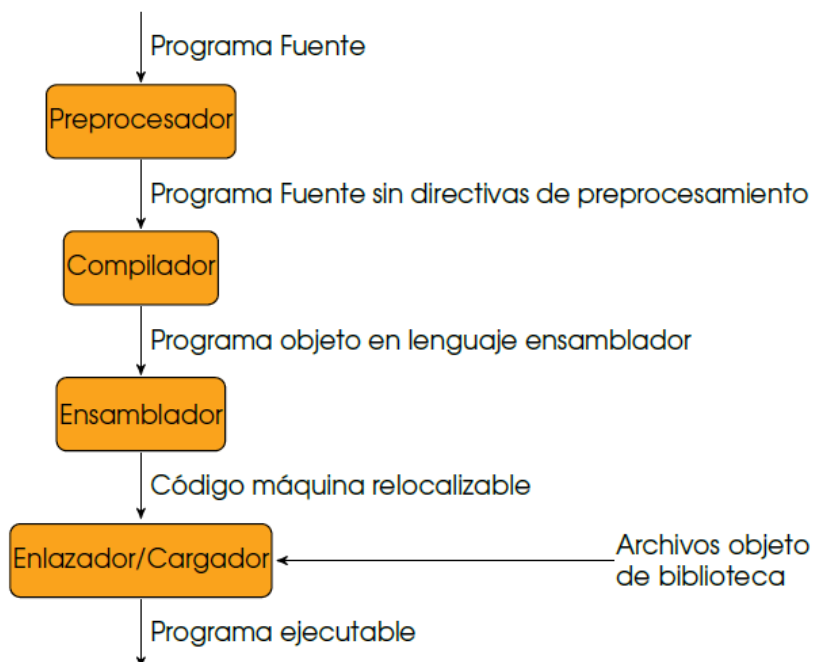 Programa Fuente
Preprocesador
Programa Fuente sin directivas de preprocesamiento
Compilador
Programa objeto en lenguaje ensamblador
Ensamblador
Código máquina relocalizable
Enlazador/Cargador
Archivos objeto
de biblioteca
Programa ejecutable